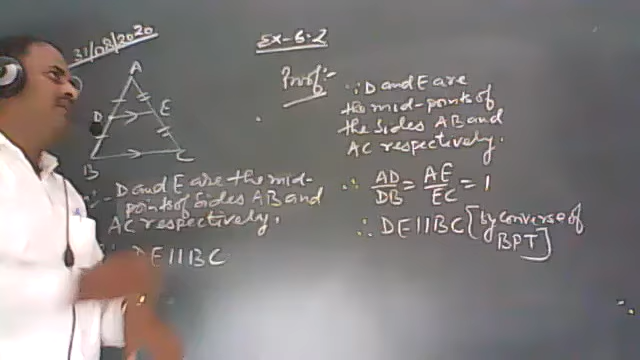 31/08/2020
Ex-6.2
A
D
E
B
C
D and E are the mid-
points of sides AB and
AC respectively.
DE||BC
Proof:-
∵ D and E are
the mid-points of
the sides AB and
AC respectively.
∴ AD/DB = AE/EC = 1
∴ DE||BC [by converse of
BPT]